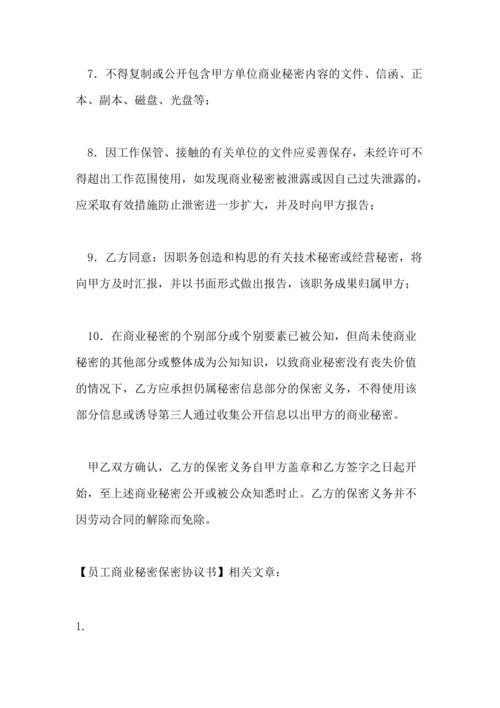 7．不得复制或公开包含甲方单位商业秘密内容的文件、信函、正
本、副本、磁盘、光盘等；
8．因工作保管、接触的有关单位的文件应妥善保存，未经许可不
得超出工作范围使用，如发现商业秘密被泄露或因自己过失泄露的，
应采取有效措施防止泄密进一步扩大，并及时向甲方报告；
9．乙方同意：因职务创造和构思的有关技术秘密或经营秘密，将
向甲方及时汇报，并以书面形式做出报告，该职务成果归属甲方；
10．在商业秘密的个别部分或个别要素已被公知，但尚未使商业
秘密的其他部分或整体成为公知知识，以致商业秘密没有丧失价值
的情况下，乙方应承担仍属秘密信息部分的保密义务，不得使用该
部分信息或诱导第三人通过收集公开信息以出甲方的商业秘密。
甲乙双方确认，乙方的保密义务自甲方盖章和乙方签字之日起开
始，至上述商业秘密公开或被公众知悉时止。乙方的保密义务并不
因劳动合同的解除而免除。
【员工商业秘密保密协议书】相关文章：
1.